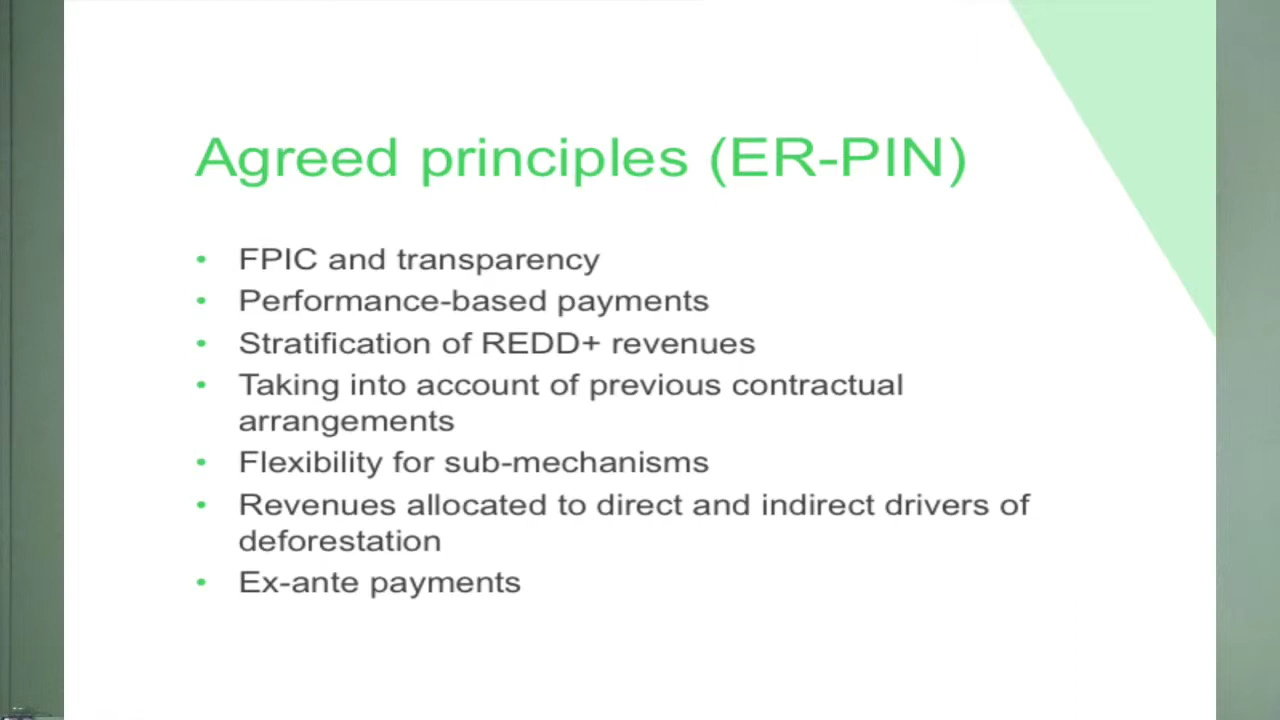 Agreed principles (ER-PIN)
• FPIC and transparency
• Performance-based payments
• Stratification of REDD+ revenues
• Taking into account of previous contractual
arrangements
• Flexibility for sub-mechanisms
• Revenues allocated to direct and indirect drivers of
deforestation
• Ex-ante payments